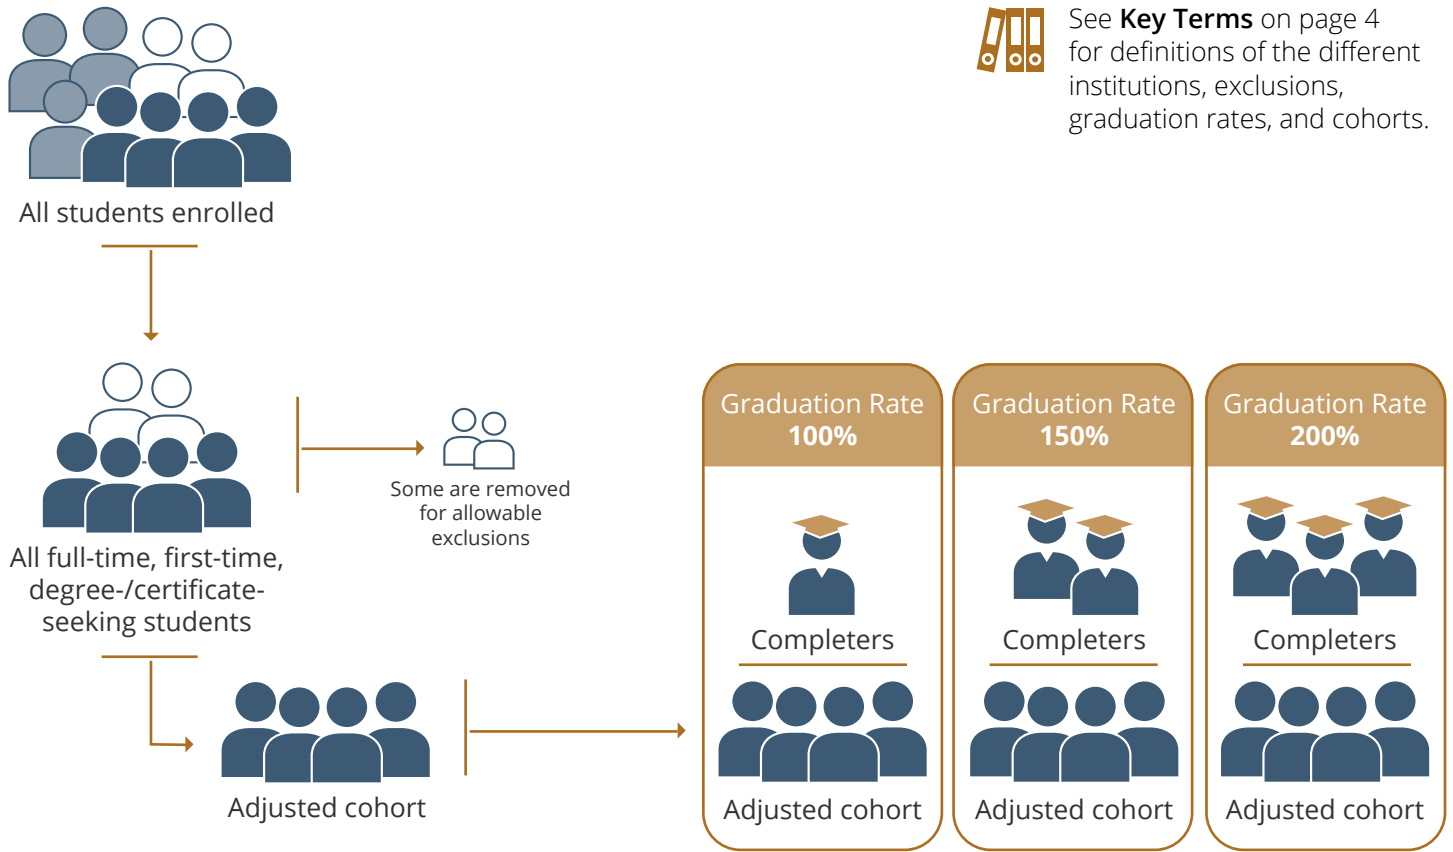 See Key Terms on page 4
for definitions of the different
institutions, exclusions,
graduation rates, and cohorts.
All students enrolled
All full-time, first-time,
degree-/certificate-
seeking students
Some are removed
for allowable
exclusions
Adjusted cohort
Graduation Rate
100%
Completers
Adjusted cohort
Graduation Rate
150%
Completers
Adjusted cohort
Graduation Rate
200%
Completers
Adjusted cohort